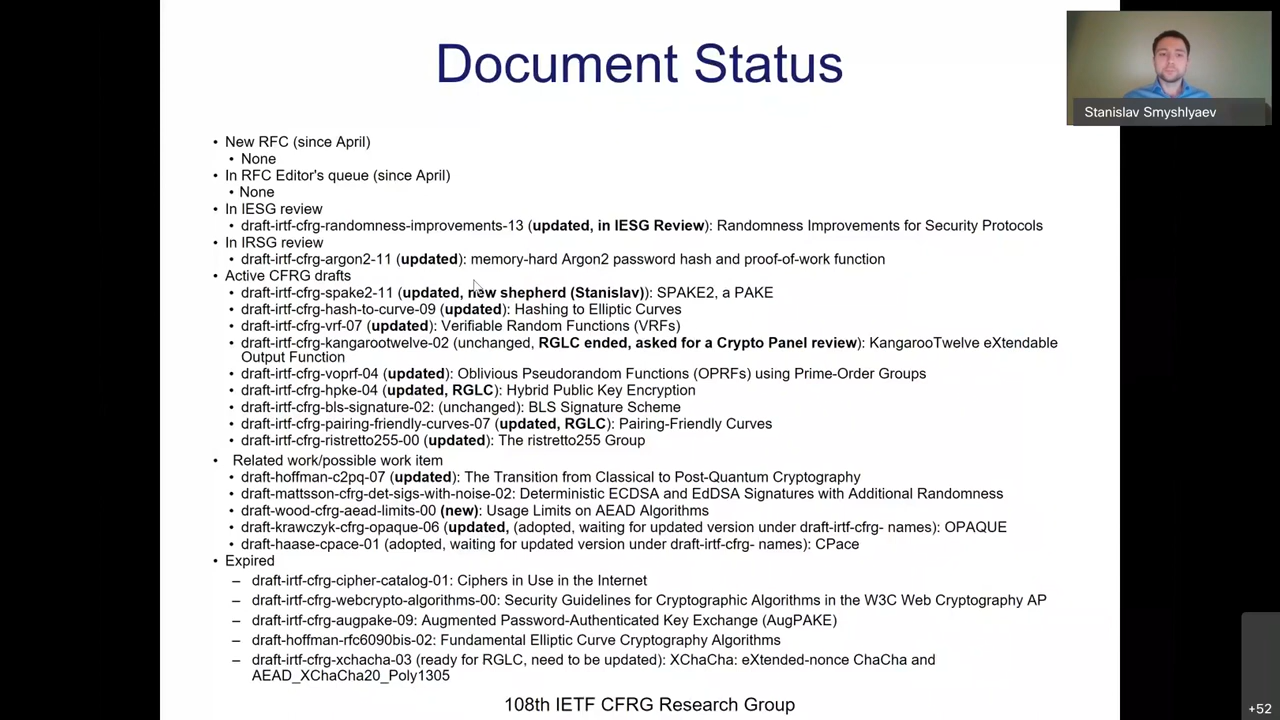 Document Status
Stanislav Smyshlyaev
• New RFC (since April)
• None
• In RFC Editor's queue (since April)
• None
• In IESG review
• draft-irtf-cfrg-randomness-improvements-13 (updated, in IESG Review): Randomness Improvements for Security Protocols
• In IRSG review
• draft-irtf-cfrg-argon2-11 (updated): memory-hard Argon2 password hash and proof-of-work function
• Active CFRG drafts
• draft-irtf-cfrg-spake2-11 (updated, new shepherd (Stanislav)): SPAKE2, a PAKE
• draft-irtf-cfrg-hash-to-curve-09 (updated): Hashing to Elliptic Curves
• draft-irtf-cfrg-vrf-07 (updated): Verifiable Random Functions (VRFs)
• draft-irtf-cfrg-kangarootwelve-02 (unchanged, RGLC ended, asked for a Crypto Panel review): KangarooTwelve eXtendable
Output Function
• draft-irtf-cfrg-voprf-04 (updated): Oblivious Pseudorandom Functions (OPRFs) using Prime-Order Groups
• draft-irtf-cfrg-hpke-04 (updated, RGLC): Hybrid Public Key Encryption
• draft-irtf-cfrg-bls-signature-02: (unchanged): BLS Signature Scheme
• draft-irtf-cfrg-pairing-friendly-curves-07 (updated, RGLC): Pairing-Friendly Curves
• draft-irtf-cfrg-ristretto255-00 (updated): The ristretto255 Group
• Related work/possible work item
• draft-hoffman-c2pq-07 (updated): The Transition from Classical to Post-Quantum Cryptography
• draft-mattsson-cfrg-det-sigs-with-noise-02: Deterministic ECDSA and EdDSA Signatures with Additional Randomness
• draft-wood-cfrg-aead-limits-00 (new): Usage Limits on AEAD Algorithms
• draft-krawczyk-cfrg-opaque-06 (updated, (adopted, waiting for updated version under draft-irtf-cfrg- names): OPAQUE
• draft-haase-cpace-01 (adopted, waiting for updated version under draft-irtf-cfrg- names): CPace
• Expired
– draft-irtf-cfrg-cipher-catalog-01: Ciphers in Use in the Internet
– draft-irtf-cfrg-webcrypto-algorithms-00: Security Guidelines for Cryptographic Algorithms in the W3C Web Cryptography AP
– draft-irtf-cfrg-augpake-09: Augmented Password-Authenticated Key Exchange (AugPAKE)
– draft-hoffman-rfc6090bis-02: Fundamental Elliptic Curve Cryptography Algorithms
– draft-irtf-cfrg-xchacha-03 (ready for RGLC, need to be updated): XChaCha: eXtended-nonce ChaCha and
AEAD_XChaCha20_Poly1305
108th IETF CFRG Research Group
+52